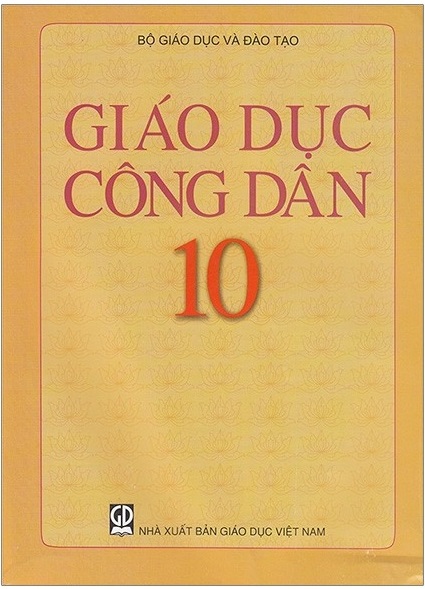 BỘ GIÁO DỤC VÀ ĐÀO TẠO
GIÁO DỤC
CÔNG DÂN
10
GD
NHÀ XUẤT BẢN GIÁO DỤC VIỆT NAM